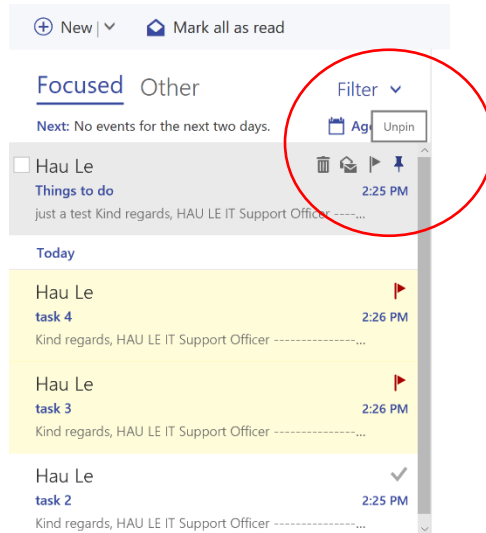 New | Mark all as read
Focused Other Filter
Next: No events for the next two days. Unpin
Hau Le
Things to do 2:25 PM
just a test Kind regards, HAU LE IT Support Officer ----...
Today
Hau Le
task 4 2:26 PM
Kind regards, HAU LE IT Support Officer ---------------...
Hau Le
task 3 2:26 PM
Kind regards, HAU LE IT Support Officer ---------------...
Hau Le
task 2 2:25 PM
Kind regards, HAU LE IT Support Officer ---------------...